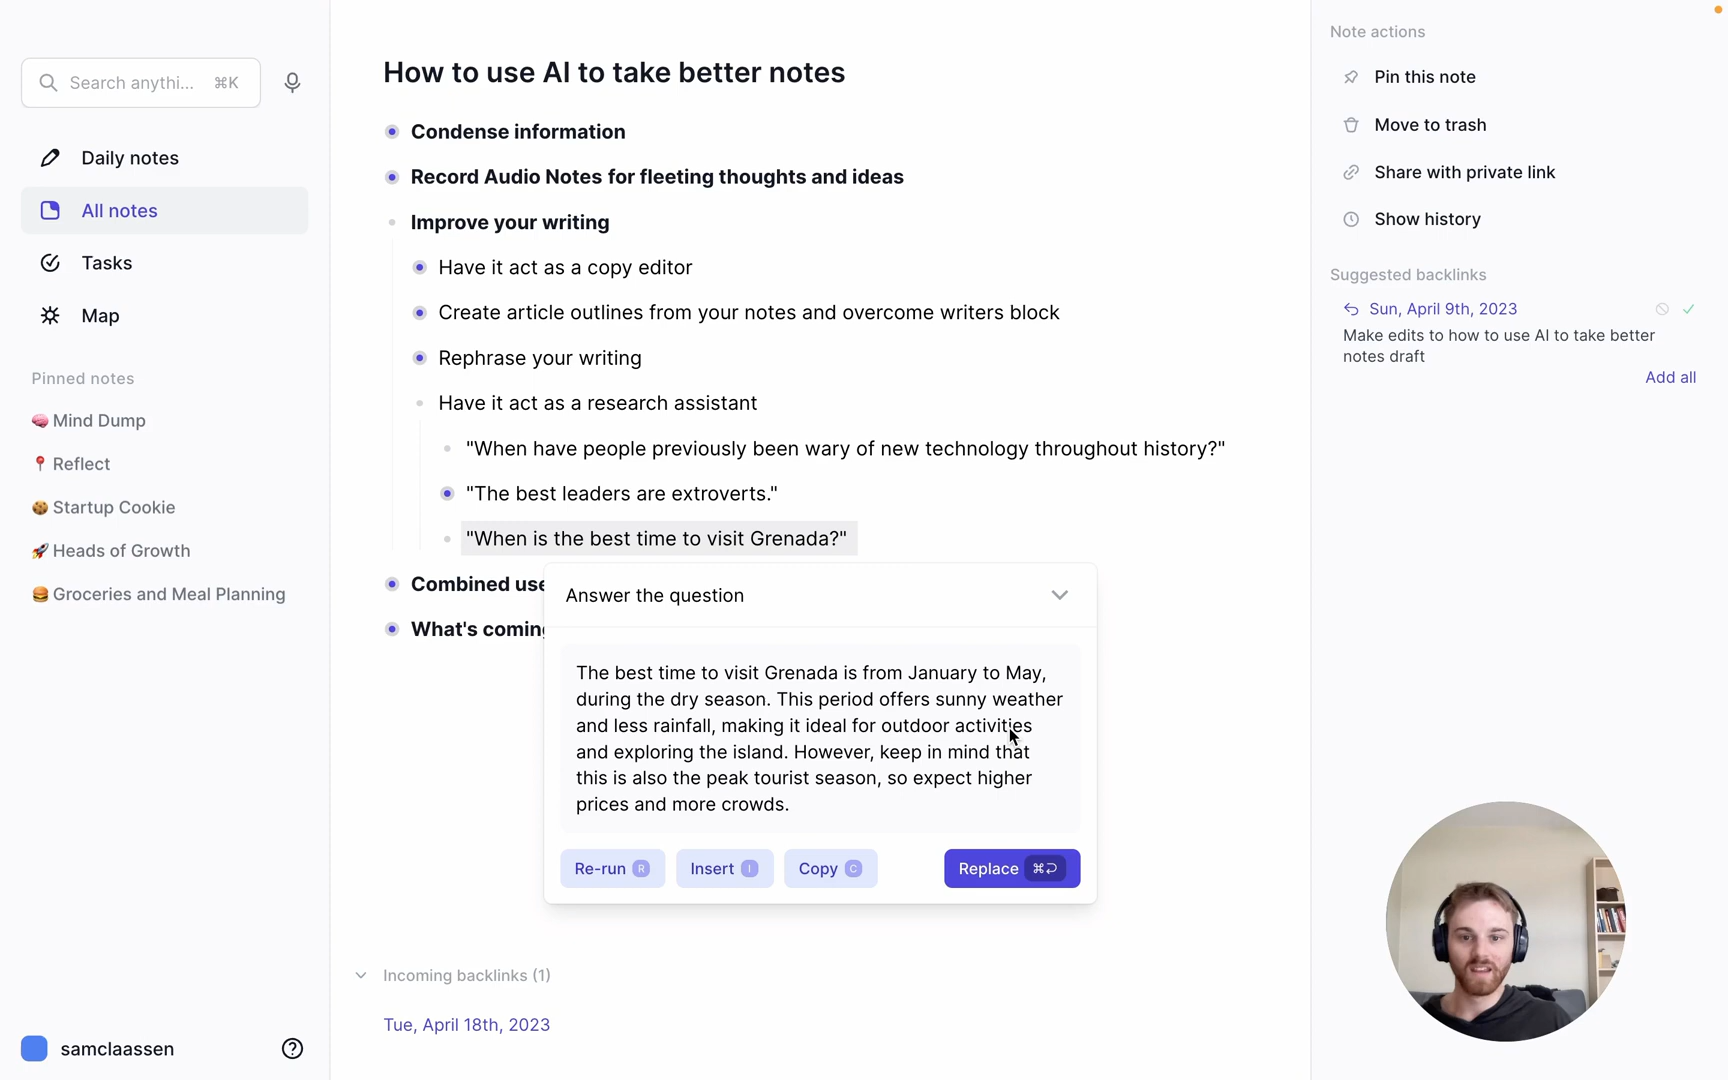 Search anythi... ⌘K
Daily notes
All notes
Tasks
Map
Pinned notes
🧠 Mind Dump
📍 Reflect
🍪 Startup Cookie
🚀 Heads of Growth
🍔 Groceries and Meal Planning
samclaassen
How to use AI to take better notes
Condense information
Record Audio Notes for fleeting thoughts and ideas
Improve your writing
Have it act as a copy editor
Create article outlines from your notes and overcome writers block
Rephrase your writing
Have it act as a research assistant
"When have people previously been wary of new technology throughout history?"
"The best leaders are extroverts."
"When is the best time to visit Grenada?"
Combined use
What's coming
Answer the question
The best time to visit Grenada is from January to May,
during the dry season. This period offers sunny weather
and less rainfall, making it ideal for outdoor activities
and exploring the island. However, keep in mind that
this is also the peak tourist season, so expect higher
prices and more crowds.
Re-run R
Insert I
Copy C
Replace ⌘↩
Incoming backlinks (1)
Tue, April 18th, 2023
Note actions
Pin this note
Move to trash
Share with private link
Show history
Suggested backlinks
Sun, April 9th, 2023
Make edits to how to use AI to take better
notes draft
Add all